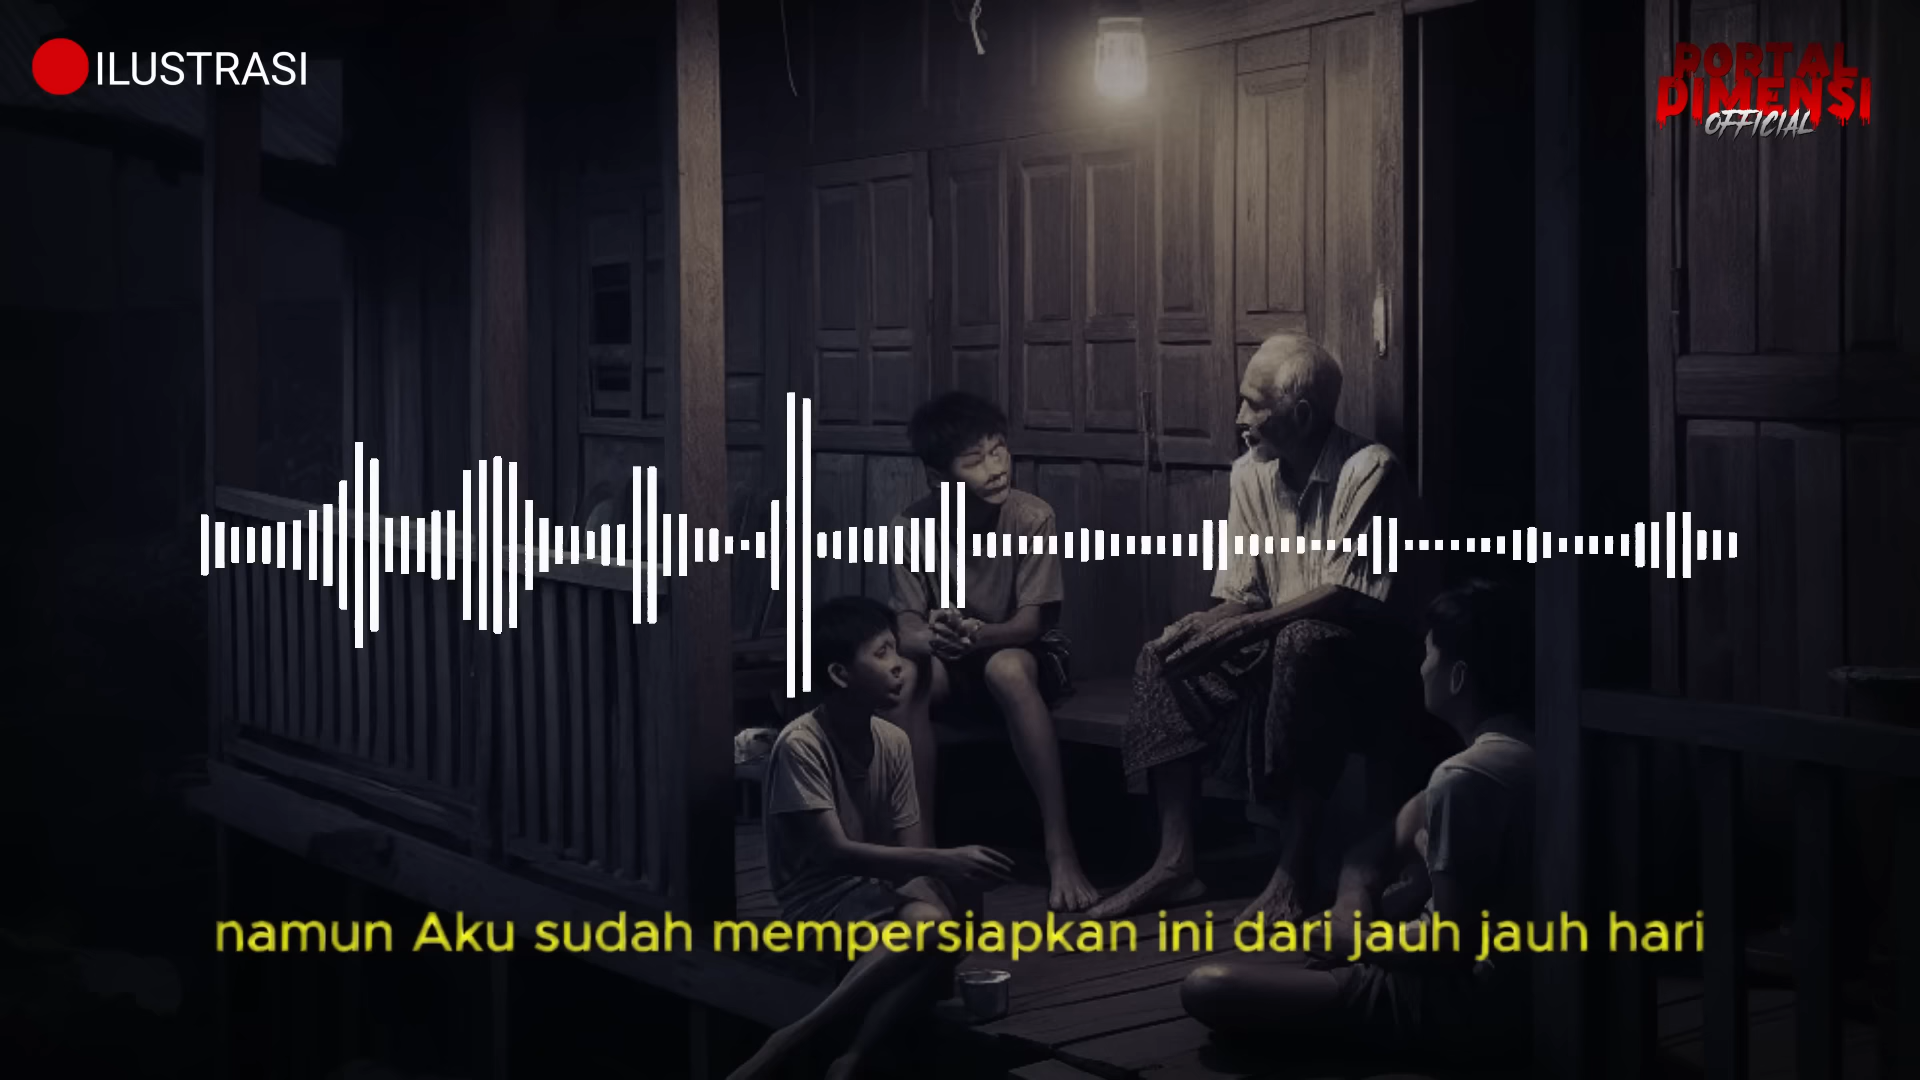 ILUSTRASI
PORTAL
DIMENSI
OFFICIAL
namun Aku sudah mempersiapkan ini dari jauh jauh hari